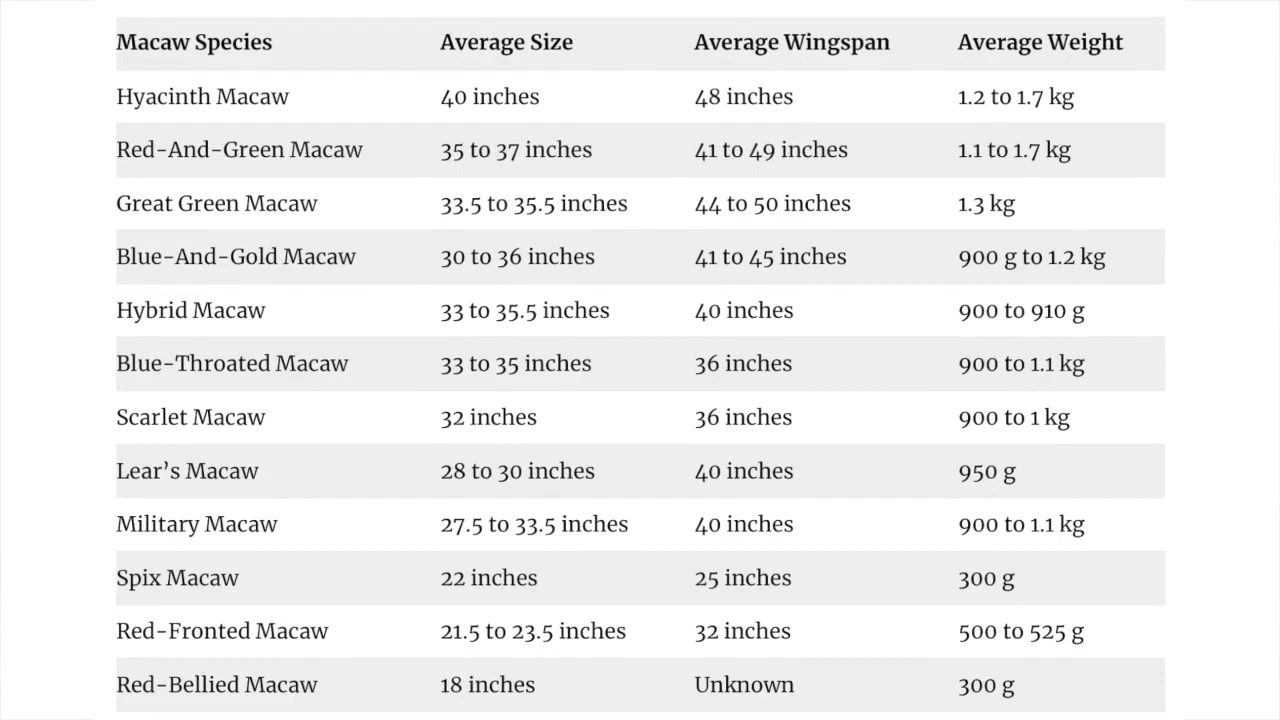 Macaw Species Average Size Average Wingspan Average Weight
Hyacinth Macaw 40 inches 48 inches 1.2 to 1.7 kg
Red-And-Green Macaw 35 to 37 inches 41 to 49 inches 1.1 to 1.7 kg
Great Green Macaw 33.5 to 35.5 inches 44 to 50 inches 1.3 kg
Blue-And-Gold Macaw 30 to 36 inches 41 to 45 inches 900 g to 1.2 kg
Hybrid Macaw 33 to 35.5 inches 40 inches 900 to 910 g
Blue-Throated Macaw 33 to 35 inches 36 inches 900 to 1.1 kg
Scarlet Macaw 32 inches 36 inches 900 to 1 kg
Lear’s Macaw 28 to 30 inches 40 inches 950 g
Military Macaw 27.5 to 33.5 inches 40 inches 900 to 1.1 kg
Spix Macaw 22 inches 25 inches 300 g
Red-Fronted Macaw 21.5 to 23.5 inches 32 inches 500 to 525 g
Red-Bellied Macaw 18 inches Unknown 300 g